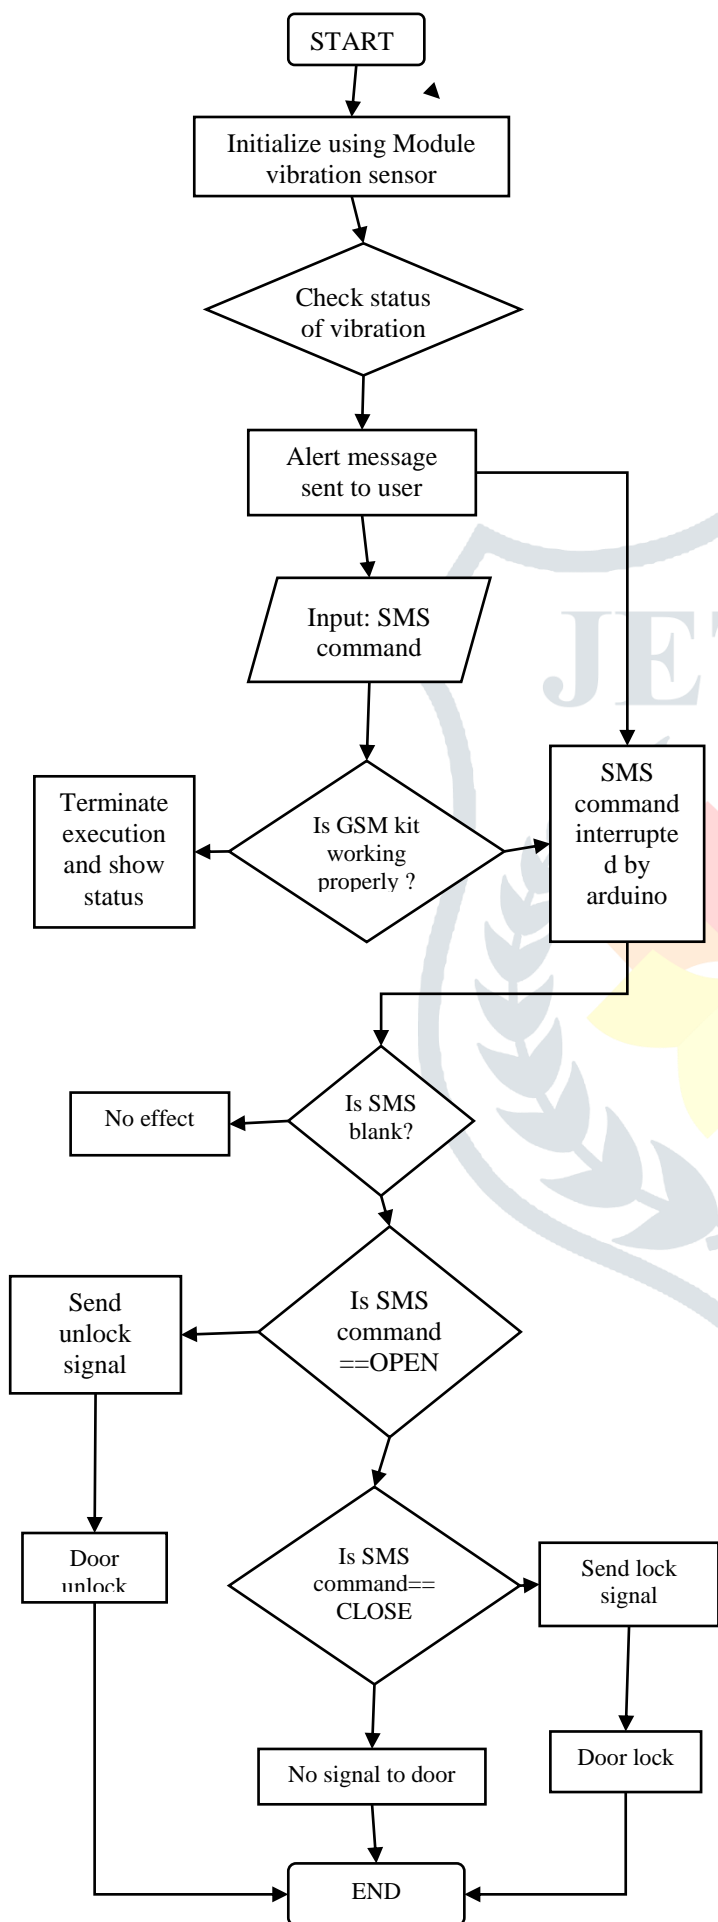 START
Initialize using Module
vibration sensor
Check status
of vibration
Alert message
sent to user
Input: SMS
command
Terminate
execution
and show
status
Is GSM kit
working
properly ?
SMS
command
interrupte
d by
arduino
No effect
Is SMS
blank?
Send
unlock
signal
Is SMS
command
==OPEN
Door
unlock
Is SMS
command==
CLOSE
Send lock
signal
No signal to door
Door lock
END